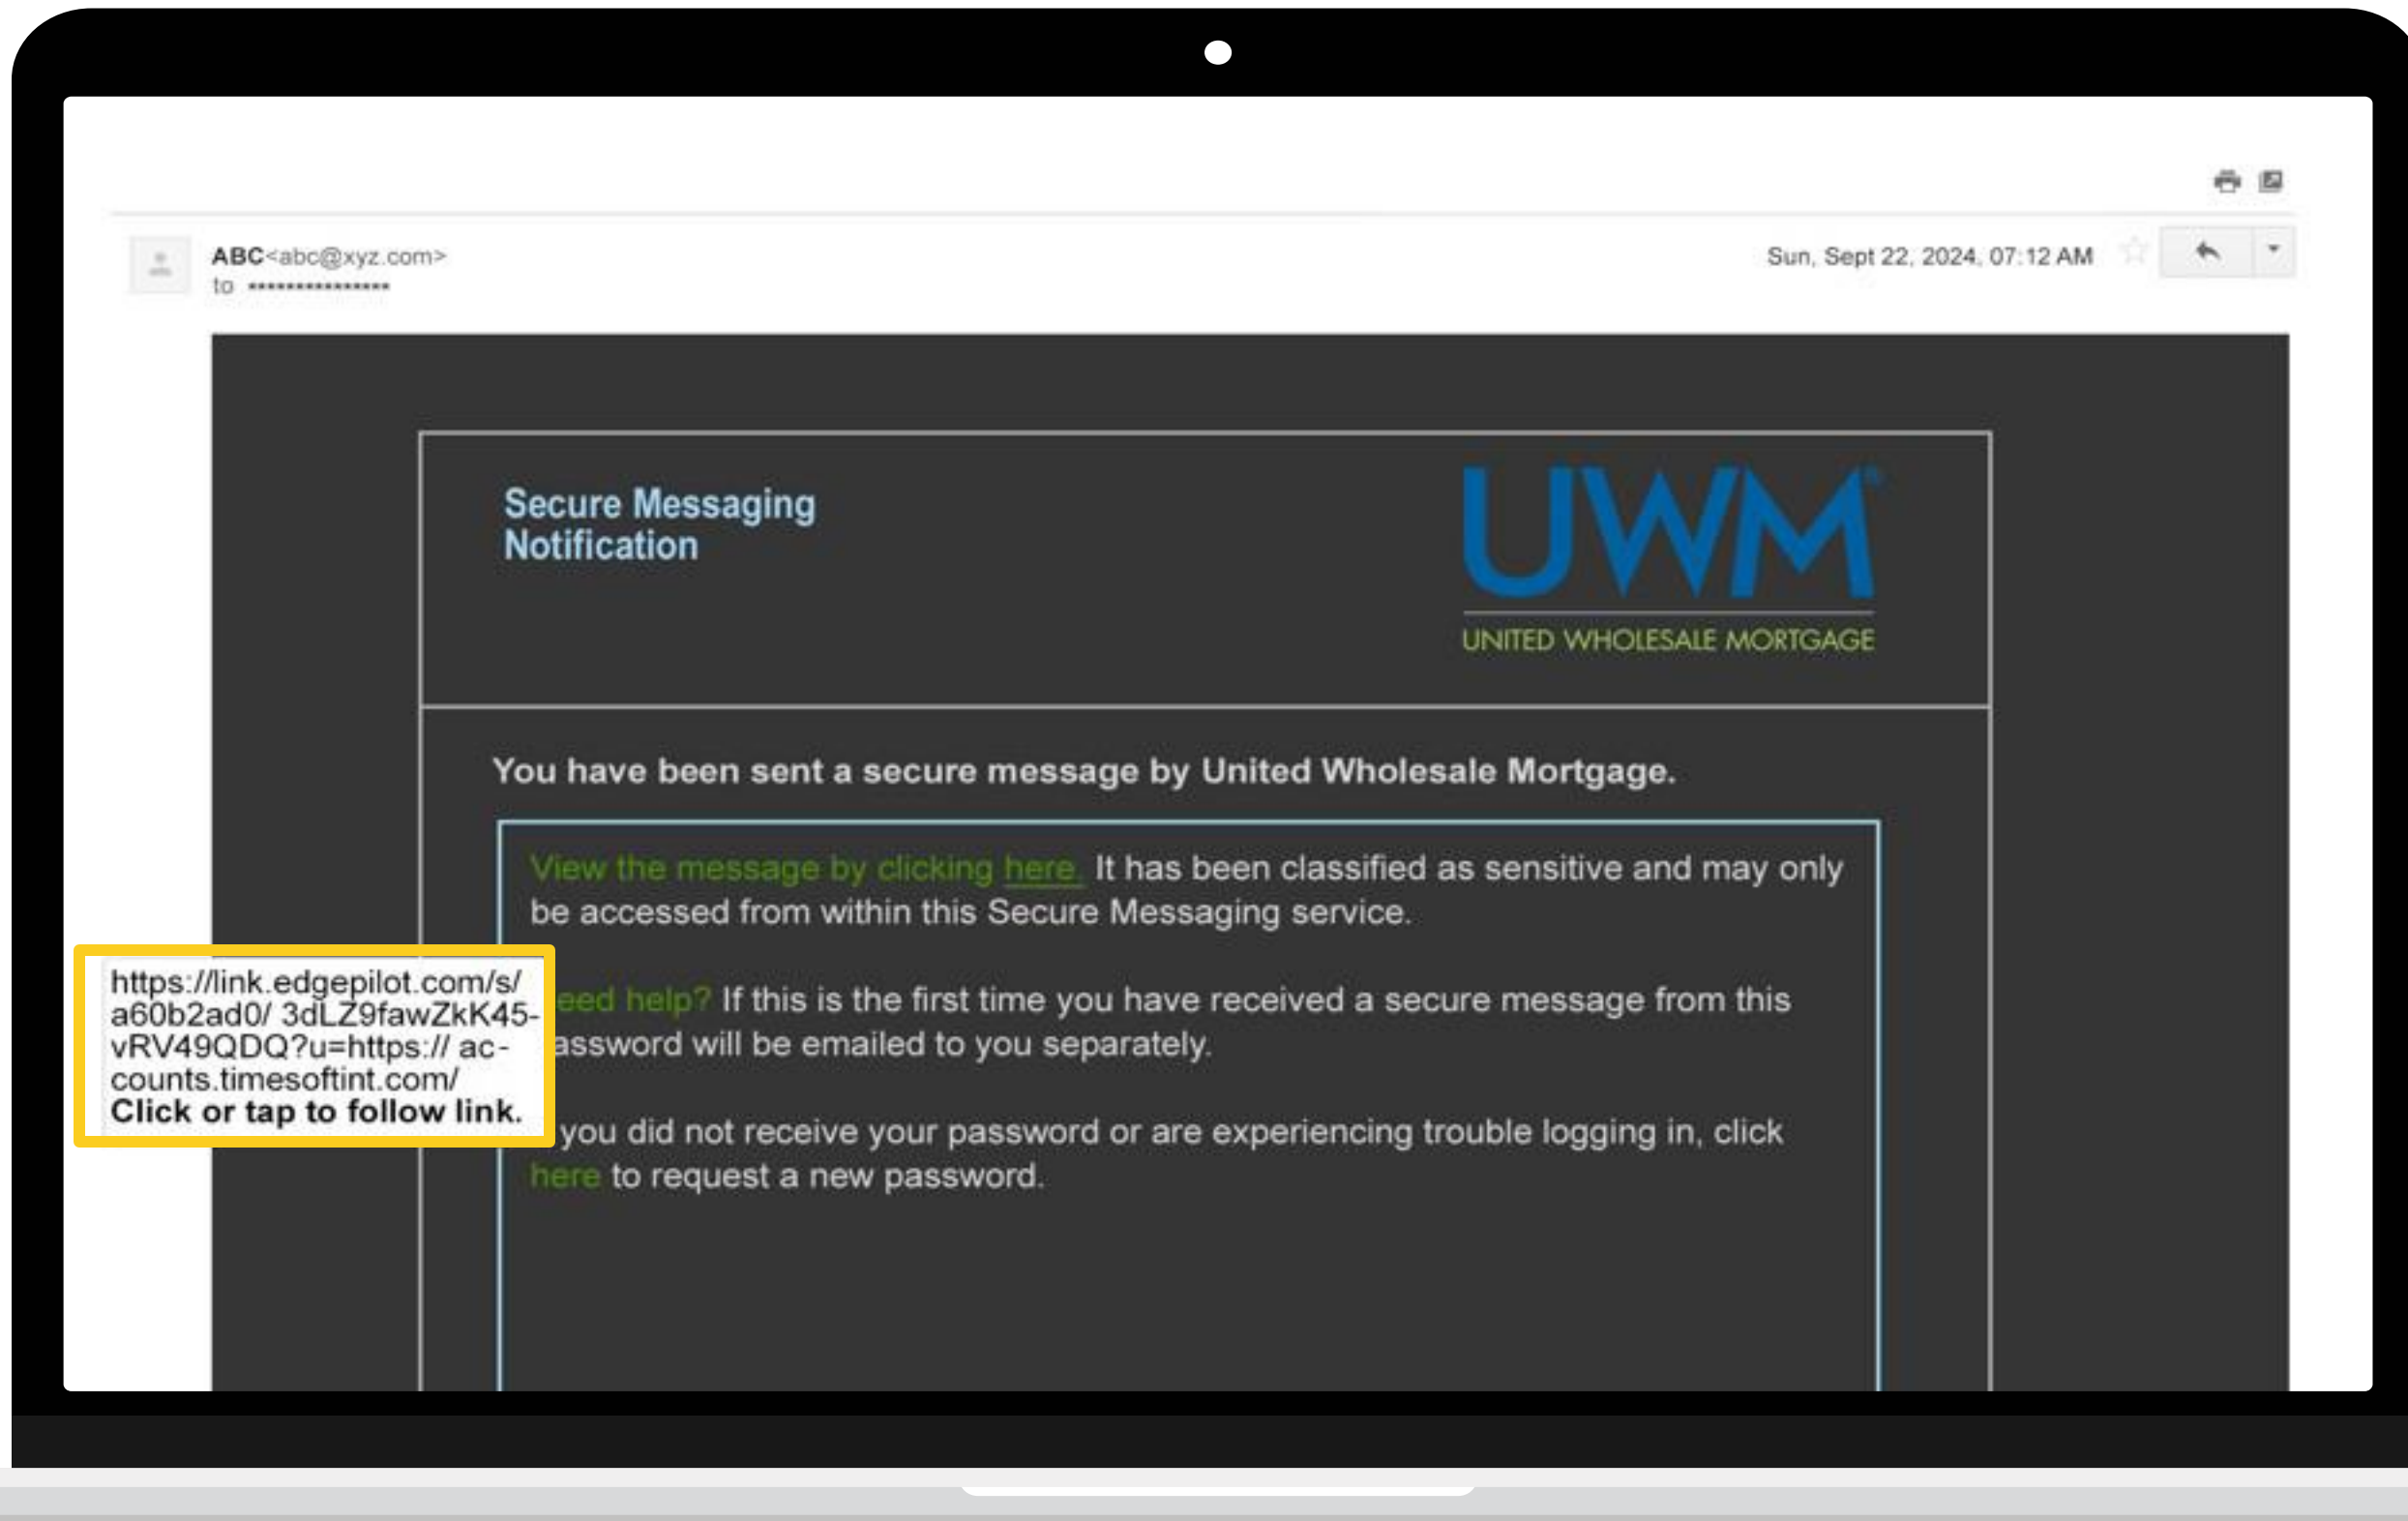 ABC<abc@xyz.com>
to ***************
Sun, Sept 22, 2024, 07:12 AM
Secure Messaging
Notification
UWM®
UNITED WHOLESALE MORTGAGE
You have been sent a secure message by United Wholesale Mortgage.
View the message by clicking here. It has been classified as sensitive and may only
be accessed from within this Secure Messaging service.
https://link.edgepilot.com/s/
a60b2ad0/ 3dLZ9fawZkK45-
vRV49QDQ?u=https:// ac-
counts.timesoftint.com/
Click or tap to follow link.
eed help? If this is the first time you have received a secure message from this
assword will be emailed to you separately.
you did not receive your password or are experiencing trouble logging in, click
here to request a new password.